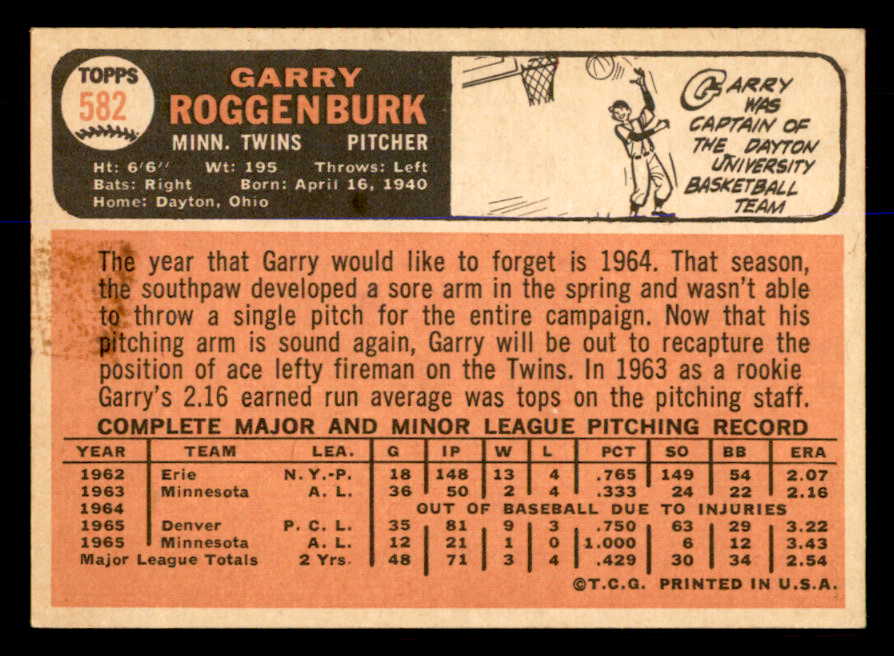 TOPPS
582
GARRY
ROGGENBURK
MINN. TWINS PITCHER
Ht: 6'6" Wt: 195 Throws: Left
Bats: Right Born: April 16, 1940
Home: Dayton, Ohio
GARRY
WAS
CAPTAIN OF
THE DAYTON
UNIVERSITY
BASKETBALL
TEAM
The year that Garry would like to forget is 1964. That season,
the southpaw developed a sore arm in the spring and wasn't able
to throw a single pitch for the entire campaign. Now that his
pitching arm is sound again, Garry will be out to recapture the
position of ace lefty fireman on the Twins. In 1963 as a rookie
Garry's 2.16 earned run average was tops on the pitching staff.
COMPLETE MAJOR AND MINOR LEAGUE PITCHING RECORD
YEAR TEAM LEA. G IP W L PCT SO BB ERA
1962 Erie N.Y.-P. 18 148 13 4 .765 149 54 2.07
1963 Minnesota A. L. 36 50 2 4 .333 24 22 2.16
1964 OUT OF BASEBALL DUE TO INJURIES
1965 Denver P. C. L. 35 81 9 3 .750 63 29 3.22
1965 Minnesota A. L. 12 21 1 0 1.000 6 12 3.43
Major League Totals 2 Yrs. 48 71 3 4 .429 30 34 2.54
©T.C.G. PRINTED IN U.S.A.